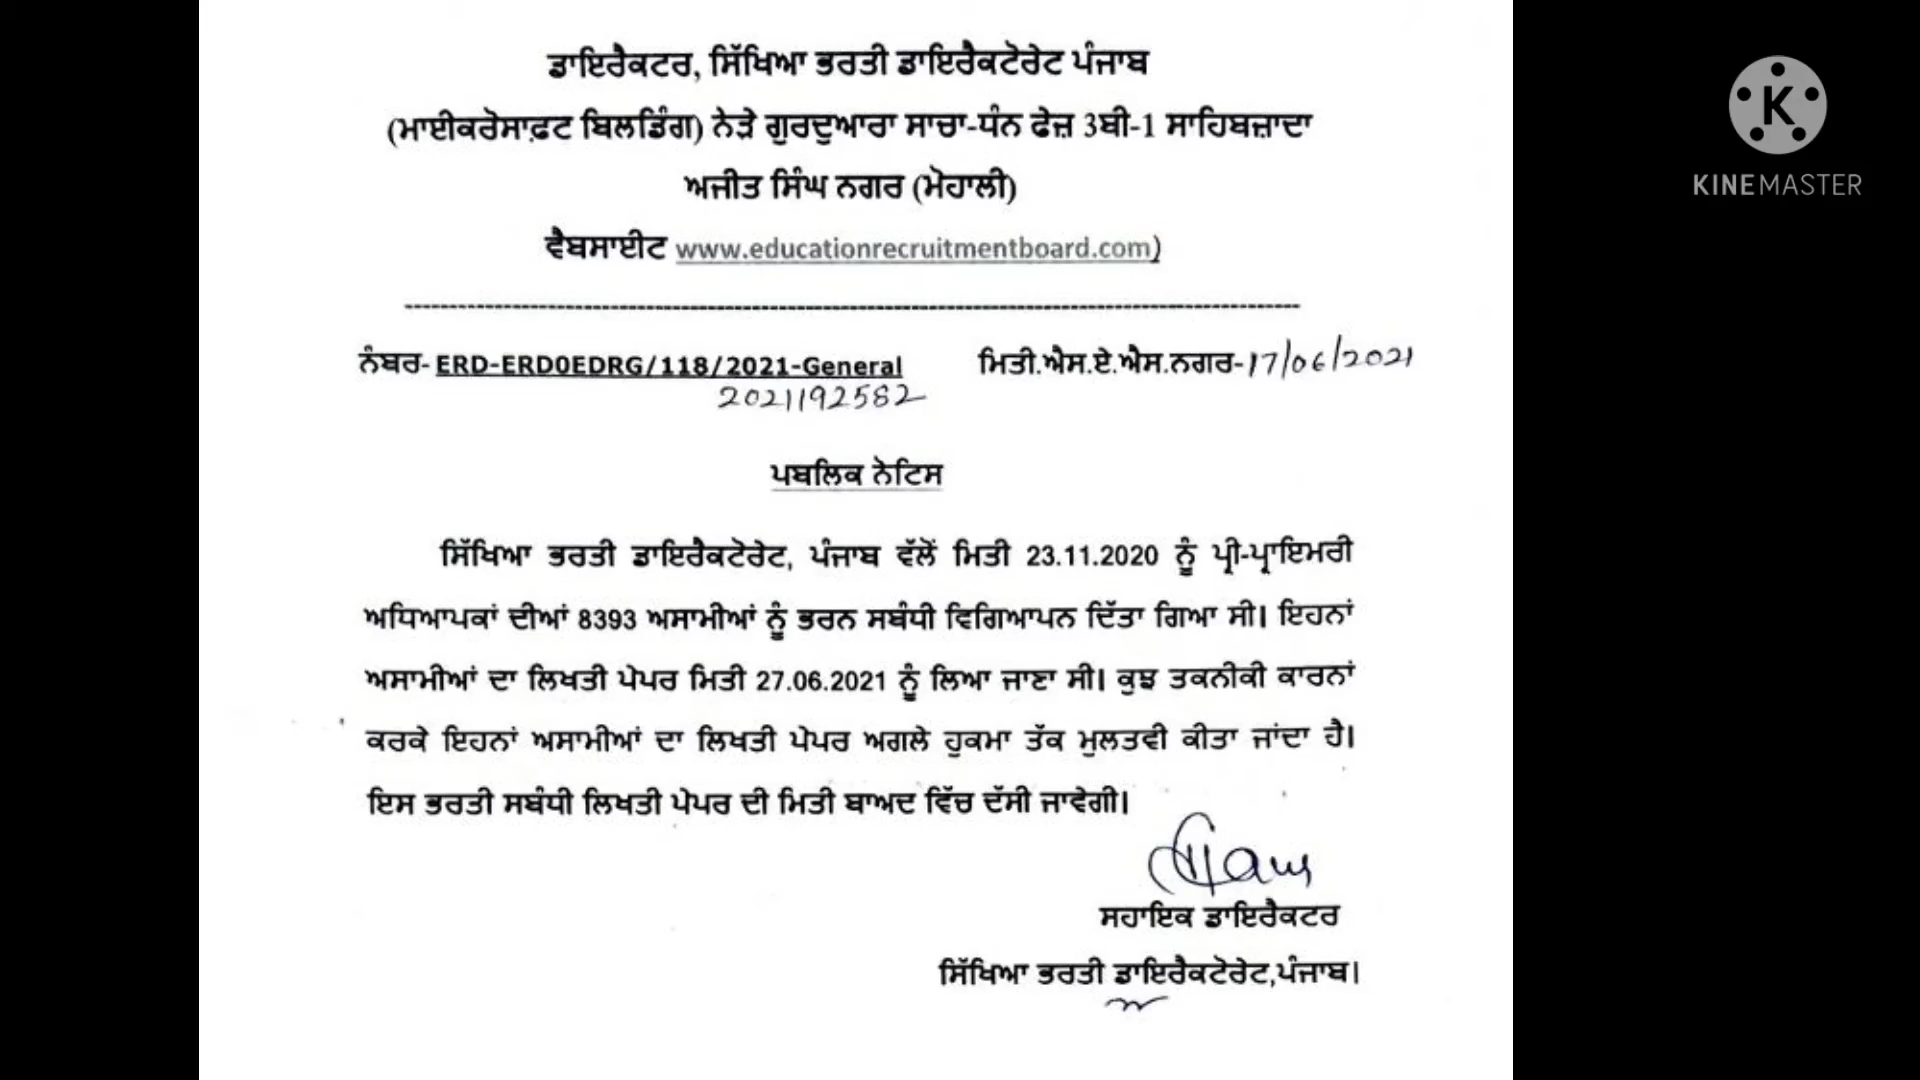 ਡਾਇਰੈਕਟਰ, ਸਿੱਖਿਆ ਭਰਤੀ ਡਾਇਰੈਕਟੋਰੇਟ ਪੰਜਾਬ
(ਮਾਈਕਰੋਸਾਫ਼ਟ ਬਿਲਡਿੰਗ) ਨੇੜੇ ਗੁਰਦੁਆਰਾ ਸਾਚਾ-ਧੰਨ ਫੇਜ਼ 3ਬੀ-1 ਸਾਹਿਬਜ਼ਾਦਾ
ਅਜੀਤ ਸਿੰਘ ਨਗਰ (ਮੋਹਾਲੀ)
ਵੈਬਸਾਈਟ www.educationrecruitmentboard.com)
ਨੰਬਰ- ERD-ERD0EDRG/118/2021-General ਮਿਤੀ.ਐਸ.ਏ.ਐਸ.ਨਗਰ-17/06/2021
2021192582
ਪਬਲਿਕ ਨੋਟਿਸ
ਸਿੱਖਿਆ ਭਰਤੀ ਡਾਇਰੈਕਟੋਰੇਟ, ਪੰਜਾਬ ਵੱਲੋਂ ਮਿਤੀ 23.11.2020 ਨੂੰ ਪ੍ਰੀ-ਪ੍ਰਾਇਮਰੀ
ਅਧਿਆਪਕਾਂ ਦੀਆਂ 8393 ਅਸਾਮੀਆਂ ਨੂੰ ਭਰਨ ਸਬੰਧੀ ਵਿਗਿਆਪਨ ਦਿੱਤਾ ਗਿਆ ਸੀ। ਇਹਨਾਂ
ਅਸਾਮੀਆਂ ਦਾ ਲਿਖਤੀ ਪੇਪਰ ਮਿਤੀ 27.06.2021 ਨੂੰ ਲਿਆ ਜਾਣਾ ਸੀ। ਕੁਝ ਤਕਨੀਕੀ ਕਾਰਨਾਂ
ਕਰਕੇ ਇਹਨਾਂ ਅਸਾਮੀਆਂ ਦਾ ਲਿਖਤੀ ਪੇਪਰ ਅਗਲੇ ਹੁਕਮਾ ਤੱਕ ਮੁਲਤਵੀ ਕੀਤਾ ਜਾਂਦਾ ਹੈ।
ਇਸ ਭਰਤੀ ਸਬੰਧੀ ਲਿਖਤੀ ਪੇਪਰ ਦੀ ਮਿਤੀ ਬਾਅਦ ਵਿੱਚ ਦੱਸੀ ਜਾਵੇਗੀ।
ਸਹਾਇਕ ਡਾਇਰੈਕਟਰ
ਸਿੱਖਿਆ ਭਰਤੀ ਡਾਇਰੈਕਟੋਰੇਟ,ਪੰਜਾਬ।
K
KINEMASTER